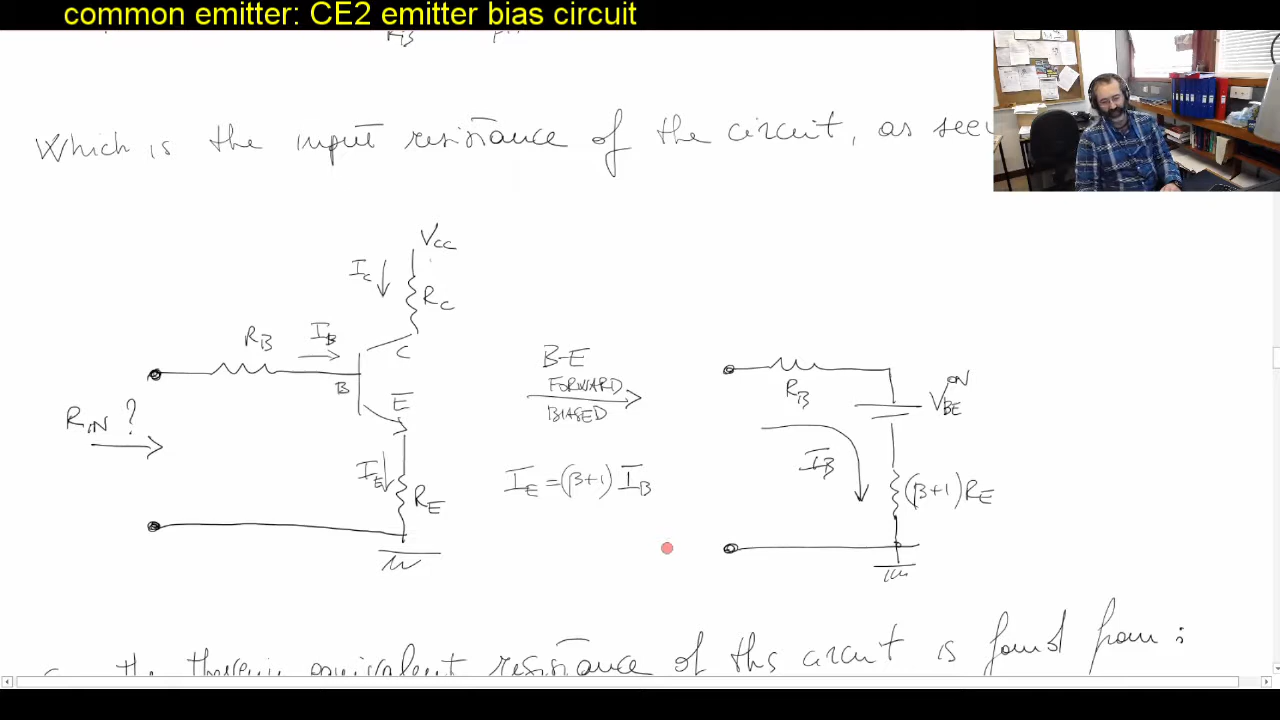 common emitter: CE2 emitter bias circuit
Which is the input resistance of the circuit, as
VCC
IC
RC
RB
IB
C
B
E
RIN ?
IE
RE
B-E
FORWARD
BIASED
IE=(β+1) IB
RB
VBE ON
IB
(β+1)RE
the thevenin equivalent resistance of ths circuit is found from :